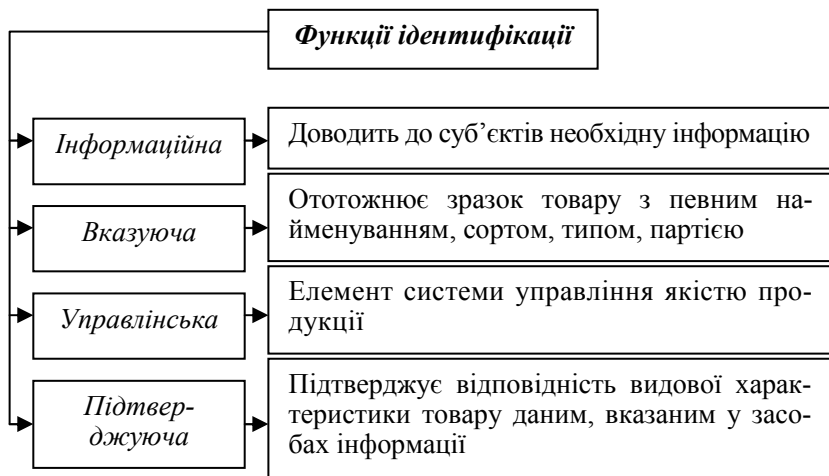 Функції ідентифікації
Інформаційна
Доводить до суб’єктів необхідну інформацію
Вказуюча
Ототожнює зразок товару з певним на-
йменуванням, сортом, типом, партією
Управлінська
Елемент системи управління якістю про-
дукції
Підтвер-
джуюча
Підтверджує відповідність видової харак-
теристики товару даним, вказаним у засо-
бах інформації